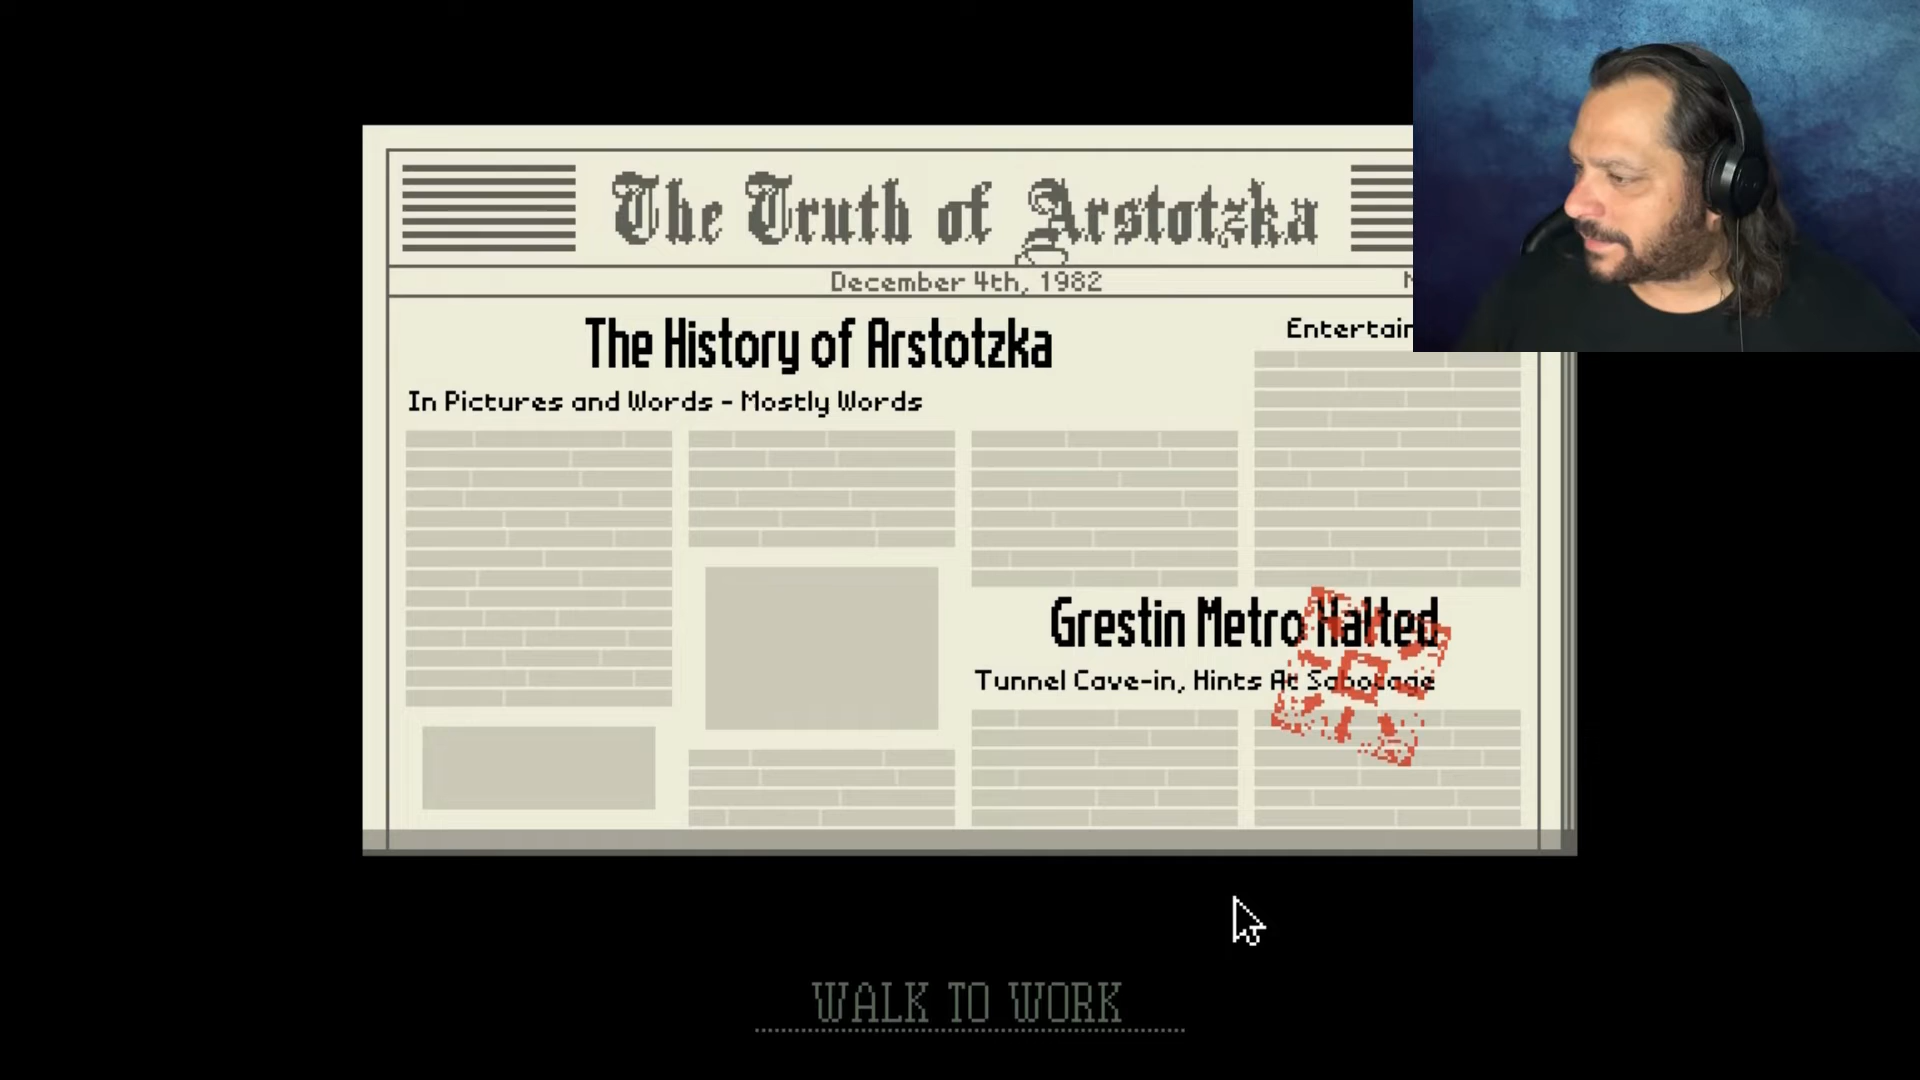 The Truth of Arstotzka
December 4th, 1982
The History of Arstotzka
In Pictures and Words - Mostly Words
Grestin Metro Halted
Tunnel Cave-in, Hints At Sabotage
WALK TO WORK